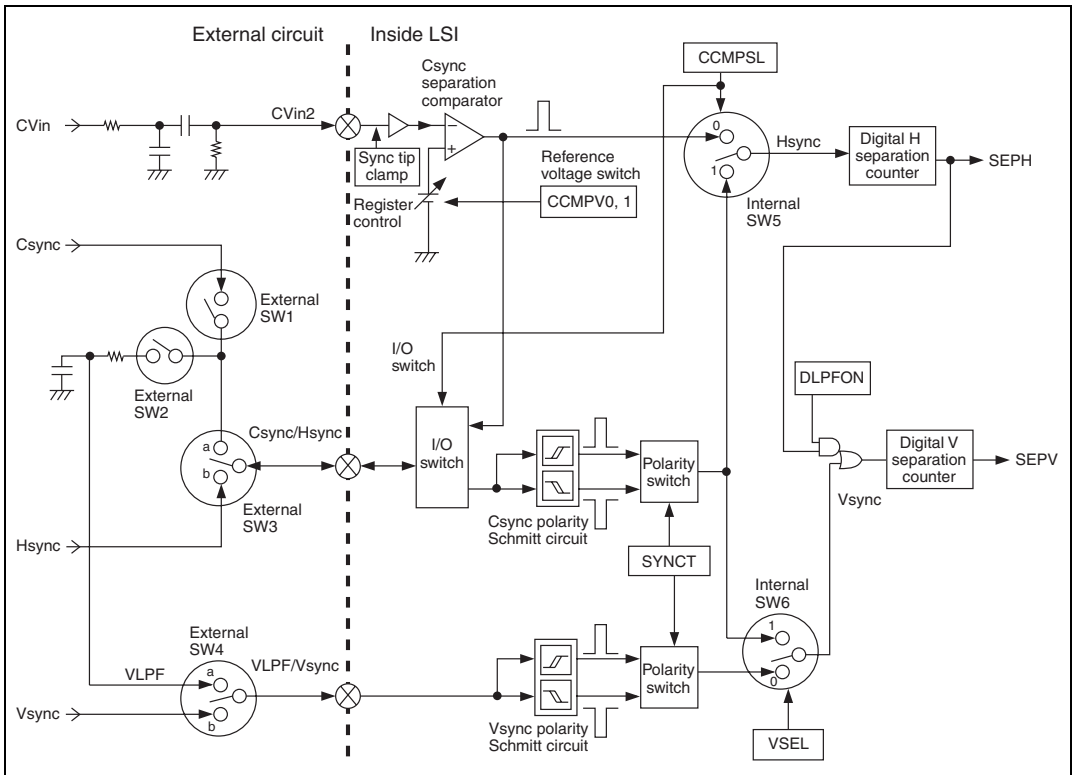 External circuit
Inside LSI
CCMPSL
Csync
separation
comparator
CVin
CVin2
Sync tip
clamp
−
+
0
1
Hsync
Digital H
separation
counter
SEPH
Reference
voltage switch
CCMPV0, 1
Register
control
Internal
SW5
Csync
External
SW1
External
SW2
I/O
switch
DLPFON
Csync/Hsync
a
b
I/O
switch
Polarity
switch
Digital V
separation
counter
SEPV
External
SW3
Csync polarity
Schmitt circuit
Vsync
Hsync
SYNCT
Internal
SW6
1
0
External
SW4
VLPF
a
b
VLPF/Vsync
Polarity
switch
Vsync
Vsync polarity
Schmitt circuit
VSEL